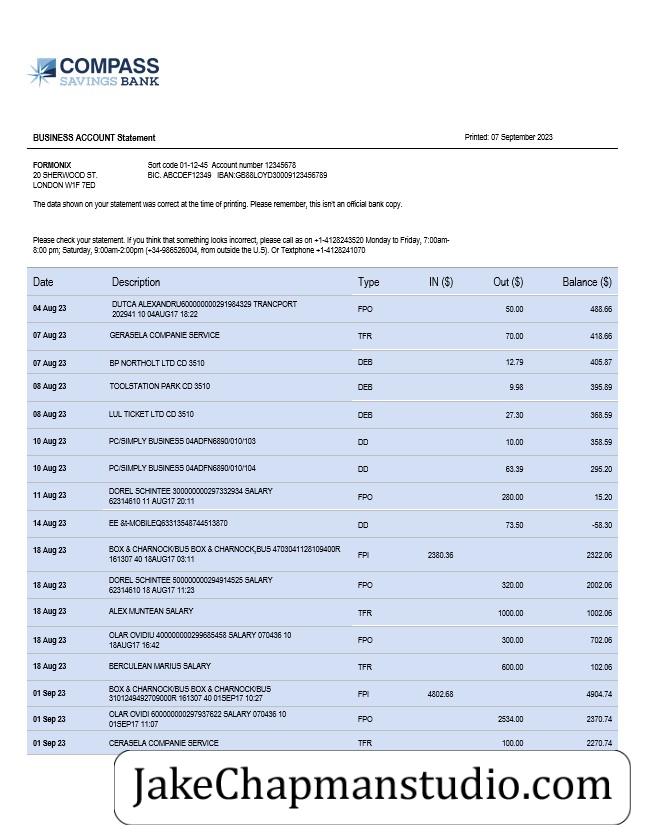 COMPASS
SAVINGS BANK
BUSINESS ACCOUNT Statement Printed: 07 September 2023
FORMONIX Sort code 01-12-45 Account number 12345678
20 SHERWOOD ST. BIC. ABCDEF12349 IBAN:GB88LOYD30009123456789
LONDON W1F 7ED
The data shown on your statement was correct at the time of printing. Please remember, this isn't an official bank copy.
Please check your statement. If you think that something looks incorrect, please call as on +1-4128243520 Monday to Friday, 7:00am-
8:00 pm; Saturday, 9:00am-2:00pm (+34-986526004, from outside the U.S). Or Textphone +1-4128241070
Date Description Type IN ($) Out ($) Balance ($)
04 Aug 23 DUTCA ALEXANDRU600000000291984329 TRANCPORT
202941 10 04AUG17 18:22 FPO 50.00 488.66
07 Aug 23 GERASELA COMPANIE SERVICE TFR 70.00 418.66
07 Aug 23 BP NORTHOLT LTD CD 3510 DEB 12.79 405.87
08 Aug 23 TOOLSTATION PARK CD 3510 DEB 9.98 395.89
08 Aug 23 LUL TICKET LTD CD 3510 DEB 27.30 368.59
10 Aug 23 PC/SIMPLY BUSINESS 04ADFN6890/010/103 DD 10.00 358.59
10 Aug 23 PC/SIMPLY BUSINESS 04ADFN6890/010/104 DD 63.39 295.20
11 Aug 23 DOREL SCHINTEE 300000000297332934 SALARY
62314610 11 AUG17 20:11 FPO 280.00 15.20
14 Aug 23 EE &t-MOBILEQ63313548744513870 DD 73.50 -58.30
18 Aug 23 BOX & CHARNOCK/BUS BOX & CHARNOCK,BUS 4703041128109400R
161307 40 18AUG17 03:11 FPI 2380.36 2322.06
18 Aug 23 DOREL SCHINTEE 500000000294914525 SALARY
62314610 18 AUG17 11:23 FPO 320.00 2002.06
18 Aug 23 ALEX MUNTEAN SALARY TFR 1000.00 1002.06
18 Aug 23 OLAR OVIDIU 400000000299685458 SALARY 070436 10
18AUG17 16:42 FPO 300.00 702.06
18 Aug 23 BERCULEAN MARIUS SALARY TFR 600.00 102.06
01 Sep 23 BOX & CHARNOCK/BUS BOX & CHARNOCK/BUS
3101249492709000R 161307 40 01SEP17 10:27 FPI 4802.68 4904.74
01 Sep 23 OLAR OVIDI 600000000297937622 SALARY 070436 10
01SEP17 11:07 FPO 2534.00 2370.74
01 Sep 23 CERASELA COMPANIE SERVICE TFR 100.00 2270.74
JakeChapmanstudio.com